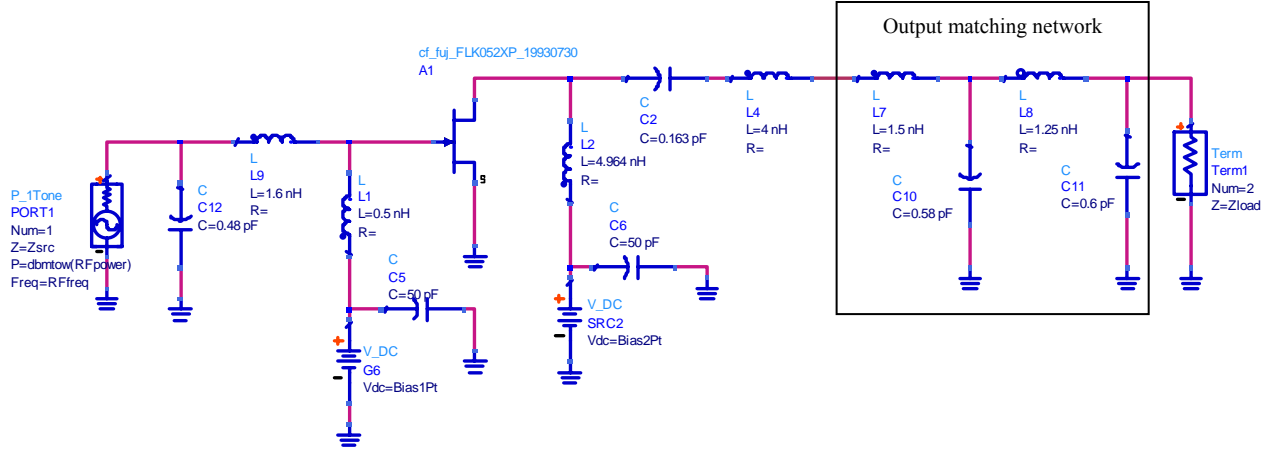 Output matching network
cf_fuj_FLK052XP_19930730
A1
P_1Tone
PORT1
Num=1
Z=Zsrc
P=dbmtow(RFpower)
Freq=RFfreq
C
C12
C=0.48 pF
L
L9
L=1.6 nH
R=
L
L1
L=0.5 nH
R=
C
C5
C=50 pF
V_DC
G6
Vdc=Bias1Pt
S
L
L2
L=4.964 nH
R=
C
C6
C=50 pF
V_DC
SRC2
Vdc=Bias2Pt
C
C2
C=0.163 pF
L
L4
L=4 nH
R=
L
L7
L=1.5 nH
R=
C
C10
C=0.58 pF
L
L8
L=1.25 nH
R=
C
C11
C=0.6 pF
Term
Term1
Num=2
Z=Zload